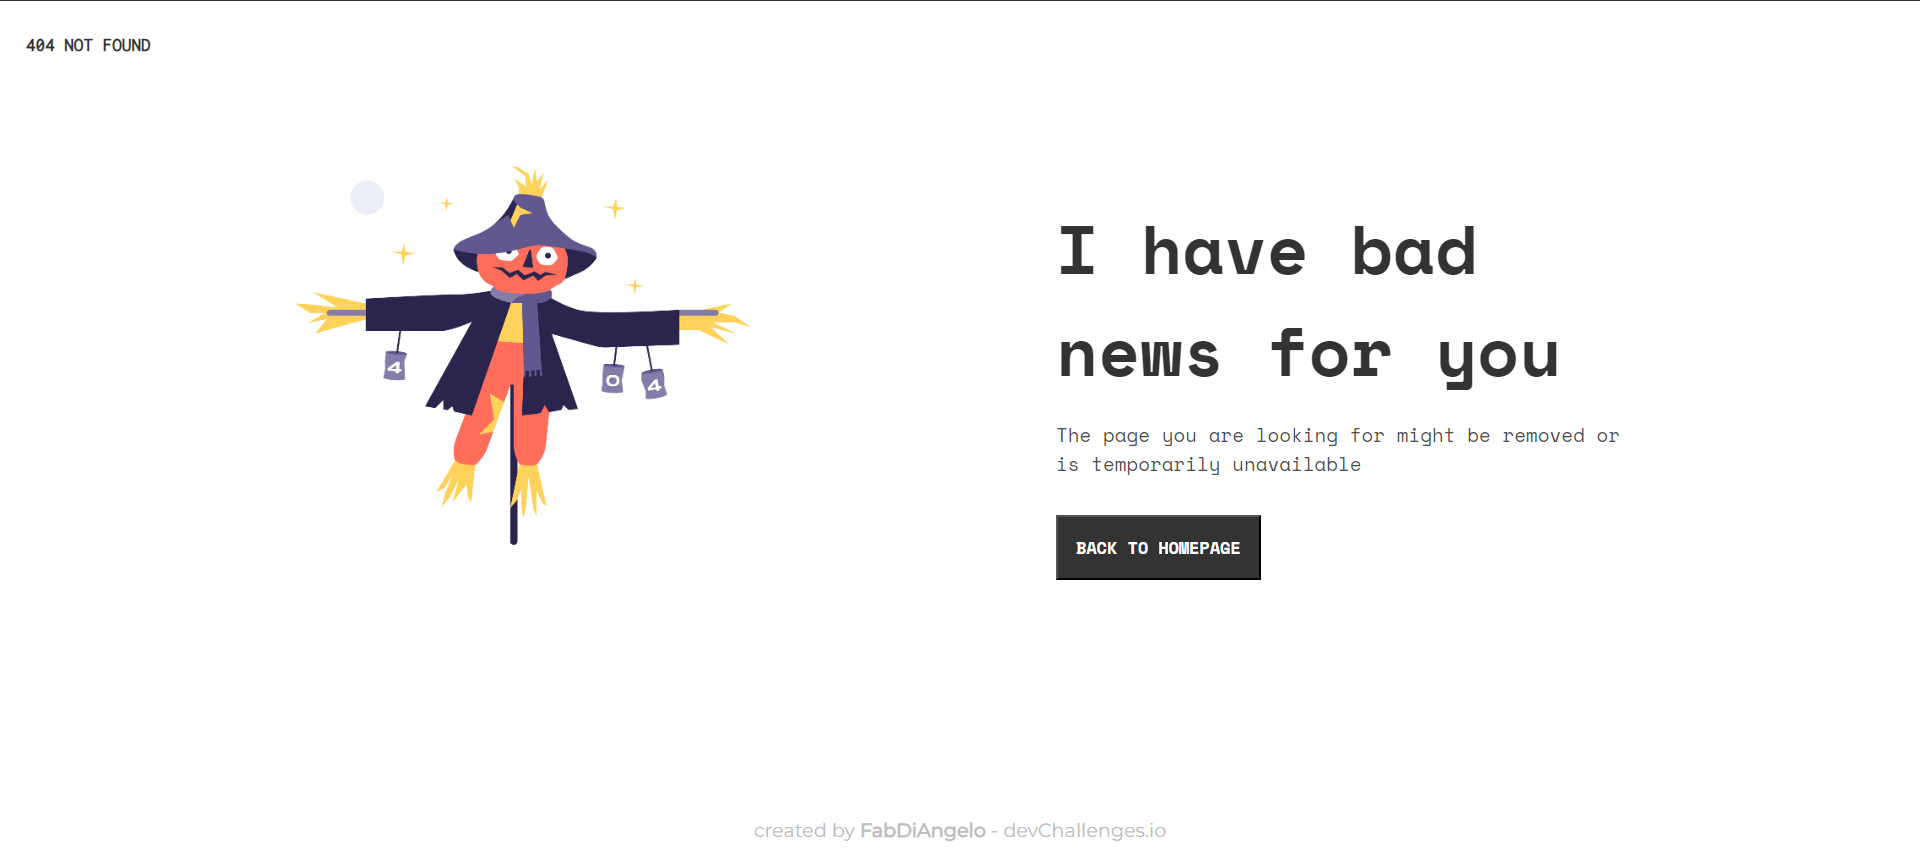 404 NOT FOUND
4
0
4
I have bad
news for you
The page you are looking for might be removed or
is temporarily unavailable
BACK TO HOMEPAGE
created by FabDiAngelo - devChallenges.io